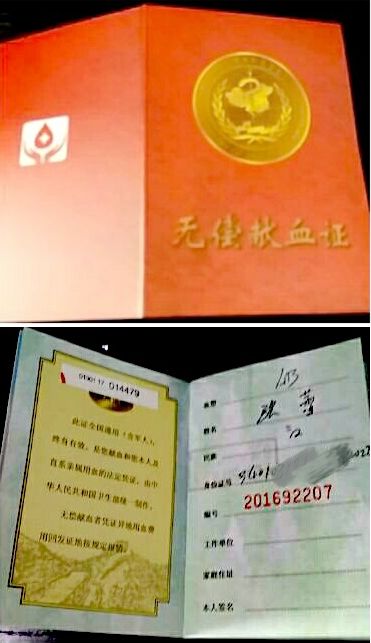 无偿献血证
0190117 014479
此证全国通用(含军人),
终身有效,是您献血和您本人及
直系亲属用血的法定凭证,由中
华人民共和国卫生部统一制作。
无偿献血者凭证异地用血费
用回发证地按规定报销。
血型
姓名 张
民族 汉
身份证号
编号 201692207
工作单位
家庭住址
本人签名